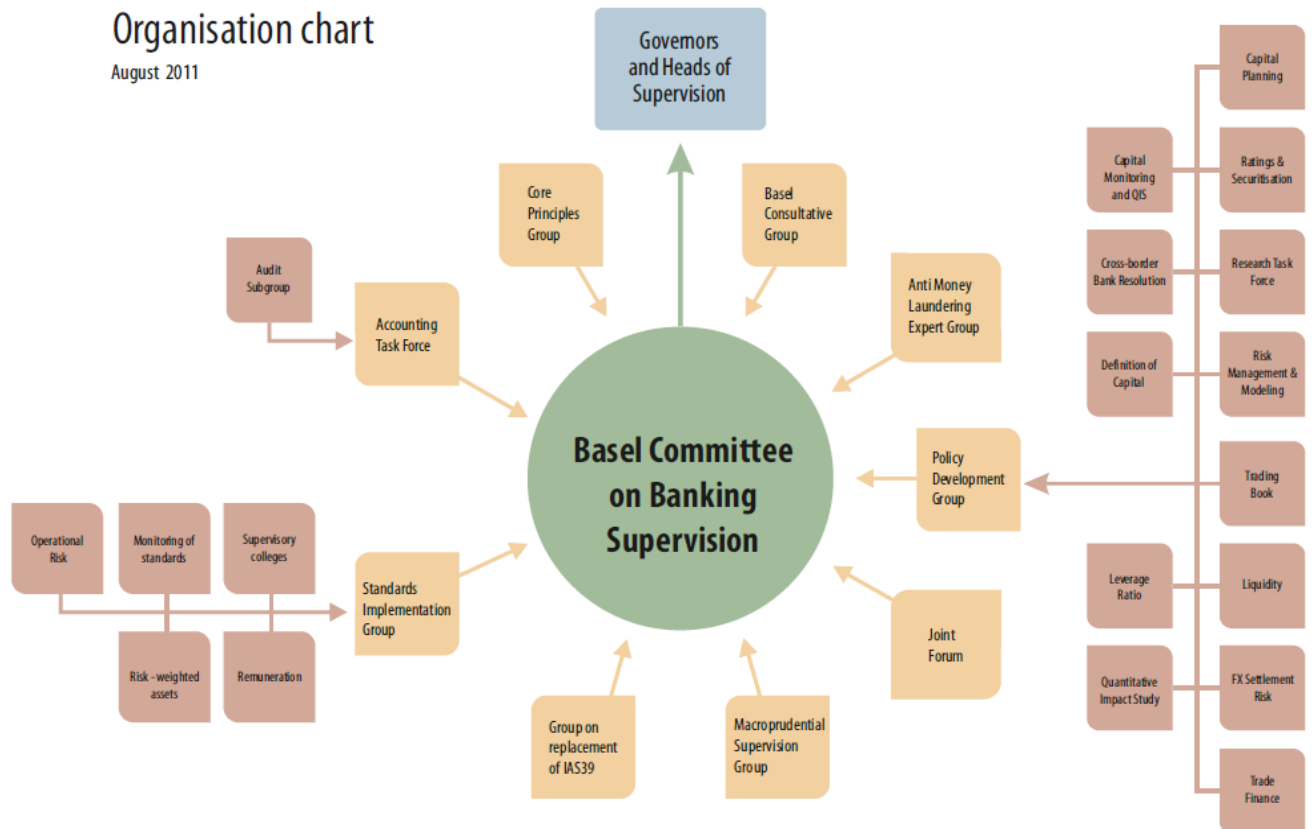 Organisation chart
August 2011
Governors
and Heads of
Supervision
Core
Principles
Group
Basel
Consultative
Group
Audit
Subgroup
Accounting
Task Force
Anti Money
Laundering
Expert Group
Basel Committee
on Banking
Supervision
Policy
Development
Group
Operational
Risk
Monitoring of
standards
Supervisory
colleges
Risk - weighted
assets
Remuneration
Standards
Implementation
Group
Group on
replacement
of IAS39
Macroprudential
Supervision
Group
Joint
Forum
Capital
Planning
Capital
Monitoring
and QIS
Ratings &
Securitisation
Cross-border
Bank Resolution
Research Task
Force
Definition of
Capital
Risk
Management &
Modeling
Trading
Book
Leverage
Ratio
Liquidity
Quantitative
Impact Study
FX Settlement
Risk
Trade
Finance